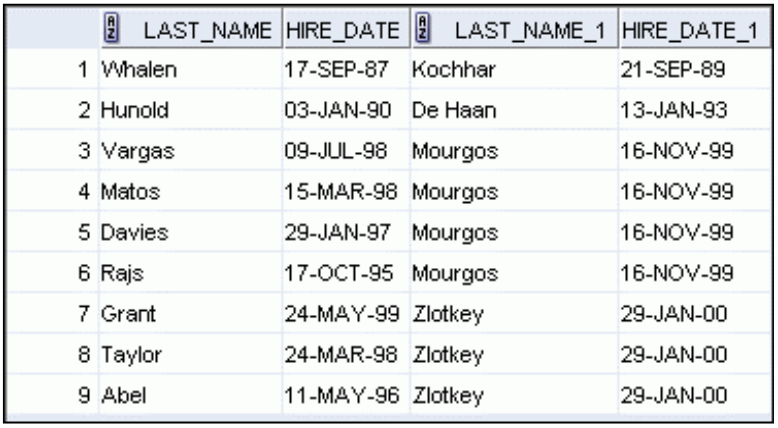 LAST_NAME HIRE_DATE LAST_NAME_1 HIRE_DATE_1
1 Whalen 17-SEP-87 Kochhar 21-SEP-89
2 Hunold 03-JAN-90 De Haan 13-JAN-93
3 Vargas 09-JUL-98 Mourgos 16-NOV-99
4 Matos 15-MAR-98 Mourgos 16-NOV-99
5 Davies 29-JAN-97 Mourgos 16-NOV-99
6 Rajs 17-OCT-95 Mourgos 16-NOV-99
7 Grant 24-MAY-99 Zlotkey 29-JAN-00
8 Taylor 24-MAR-98 Zlotkey 29-JAN-00
9 Abel 11-MAY-96 Zlotkey 29-JAN-00